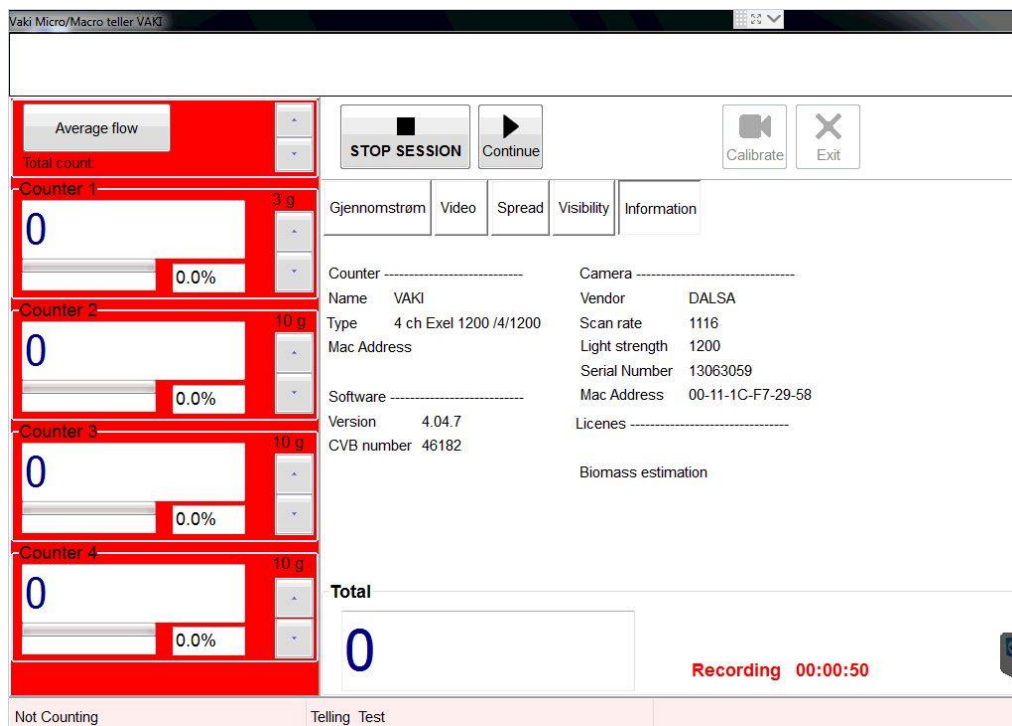 Vaki Micro/Macro teller VAKI
Average flow
Total count
STOP SESSION
Continue
Calibrate
Exit
Counter 1
3 g
0
0.0%
Counter 2
10 g
0
0.0%
Counter 3
10 g
0
0.0%
Counter 4
10 g
0
0.0%
Gjennomstrøm Video Spread Visibility Information
Counter ----------------------------
Name VAKI
Type 4 ch Exel 1200 /4/1200
Mac Address
Software ---------------------------
Version 4.04.7
CVB number 46182
Camera --------------------------------
Vendor DALSA
Scan rate 1116
Light strength 1200
Serial Number 13063059
Mac Address 00-11-1C-F7-29-58
Licenes --------------------------------
Biomass estimation
Total
0
Recording 00:00:50
Not Counting
Telling Test